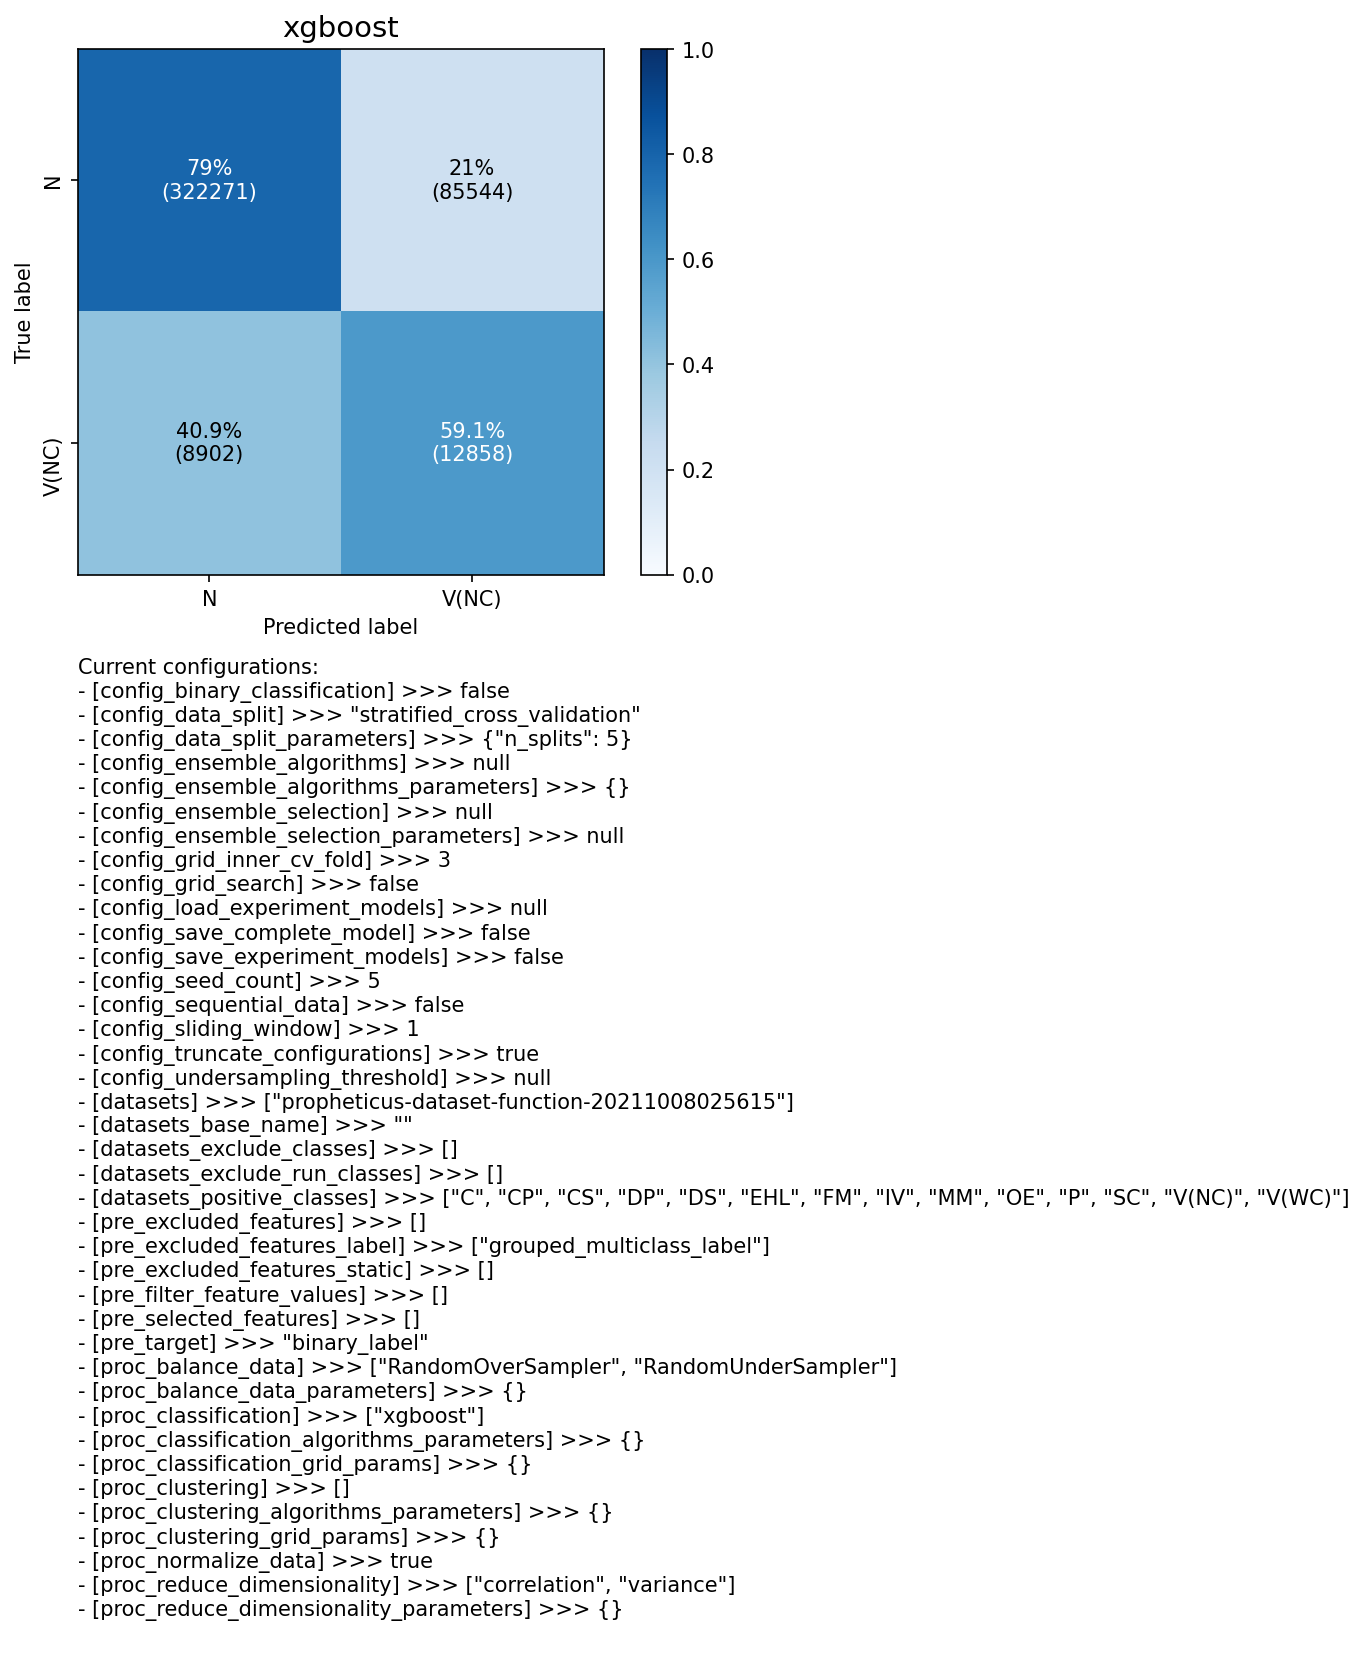 xgboost
1.0
79%
(322271)
21%
(85544)
0.8
N
0.6
True label
0.4
40.9%
(8902)
59.1%
(12858)
V(NC)
0.2
0.0
N
V(NC)
Predicted label
Current configurations:
- [config_binary_classification] >>> false
- [config_data_split] >>> "stratified_cross_validation"
- [config_data_split_parameters] >>> {"n_splits": 5}
- [config_ensemble_algorithms] >>> null
- [config_ensemble_algorithms_parameters] >>> {}
- [config_ensemble_selection] >>> null
- [config_ensemble_selection_parameters] >>> null
- [config_grid_inner_cv_fold] >>> 3
- [config_grid_search] >>> false
- [config_load_experiment_models] >>> null
- [config_save_complete_model] >>> false
- [config_save_experiment_models] >>> false
- [config_seed_count] >>> 5
- [config_sequential_data] >>> false
- [config_sliding_window] >>> 1
- [config_truncate_configurations] >>> true
- [config_undersampling_threshold] >>> null
- [datasets] >>> ["propheticus-dataset-function-20211008025615"]
- [datasets_base_name] >>> ""
- [datasets_exclude_classes] >>> []
- [datasets_exclude_run_classes] >>> []
- [datasets_positive_classes] >>> ["C", "CP", "CS", "DP", "DS", "EHL", "FM", "IV", "MM", "OE", "P", "SC", "V(NC)", "V(WC)"]
- [pre_excluded_features] >>> []
- [pre_excluded_features_label] >>> ["grouped_multiclass_label"]
- [pre_excluded_features_static] >>> []
- [pre_filter_feature_values] >>> []
- [pre_selected_features] >>> []
- [pre_target] >>> "binary_label"
- [proc_balance_data] >>> ["RandomOverSampler", "RandomUnderSampler"]
- [proc_balance_data_parameters] >>> {}
- [proc_classification] >>> ["xgboost"]
- [proc_classification_algorithms_parameters] >>> {}
- [proc_classification_grid_params] >>> {}
- [proc_clustering] >>> []
- [proc_clustering_algorithms_parameters] >>> {}
- [proc_clustering_grid_params] >>> {}
- [proc_normalize_data] >>> true
- [proc_reduce_dimensionality] >>> ["correlation", "variance"]
- [proc_reduce_dimensionality_parameters] >>> {}